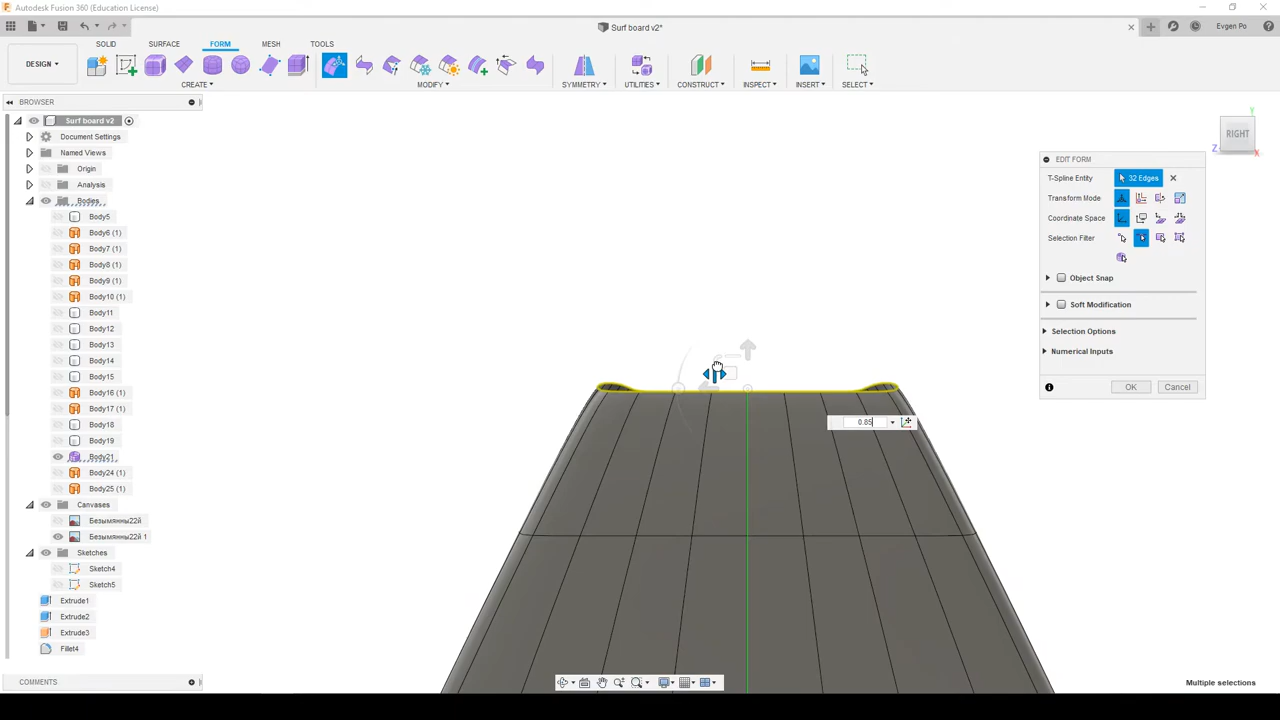 Autodesk Fusion 360 (Education License)
Surf board v2*
Evgen Po
SOLID SURFACE FORM MESH TOOLS
DESIGN
CREATE MODIFY SYMMETRY UTILITIES CONSTRUCT INSPECT INSERT SELECT
BROWSER
Surf board v2
Document Settings
Named Views
Origin
Analysis
Bodies
Body5
Body6 (1)
Body7 (1)
Body8 (1)
Body9 (1)
Body10 (1)
Body11
Body12
Body13
Body14
Body15
Body16 (1)
Body17 (1)
Body18
Body19
Body21
Body24 (1)
Body25 (1)
Canvases
Безымянны22й
Безымянны22й 1
Sketches
Sketch4
Sketch5
Extrude1
Extrude2
Extrude3
Fillet4
COMMENTS
0.85
Y
RIGHT
Z
X
EDIT FORM
T-Spline Entity 32 Edges
Transform Mode
Coordinate Space
Selection Filter
Object Snap
Soft Modification
Selection Options
Numerical Inputs
OK Cancel
Multiple selections